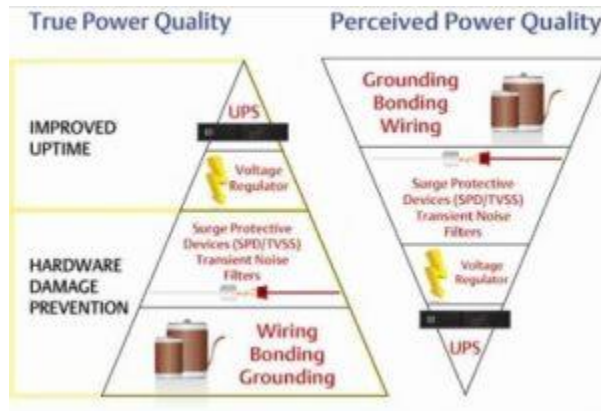 True Power Quality
Perceived Power Quality
IMPROVED
UPTIME
HARDWARE
DAMAGE
PREVENTION
UPS
Voltage
Regulator
Surge Protective
Devices (SPD/TVSS)
Transient Noise
Filters
Wiring
Bonding
Grounding
Grounding
Bonding
Wiring
Surge Protective
Devices (SPD/TVSS)
Transient Noise
Filters
Voltage
Regulator
UPS